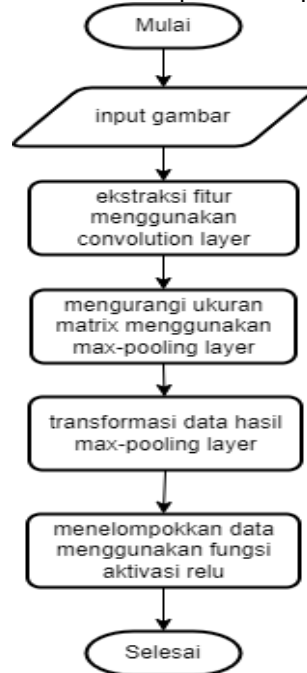 Mulai
input gambar
ekstraksi fitur
menggunakan
convolution layer
mengurangi ukuran
matrix menggunakan
max-pooling layer
transformasi data hasil
max-pooling layer
menelompokkan data
menggunakan fungsi
aktivasi relu
Selesai